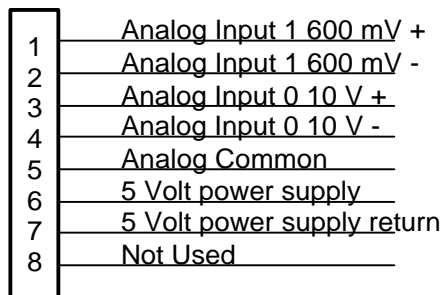 1 Analog Input 1 600 mV +
2 Analog Input 1 600 mV -
3 Analog Input 0 10 V +
4 Analog Input 0 10 V -
5 Analog Common
6 5 Volt power supply
7 5 Volt power supply return
8 Not Used